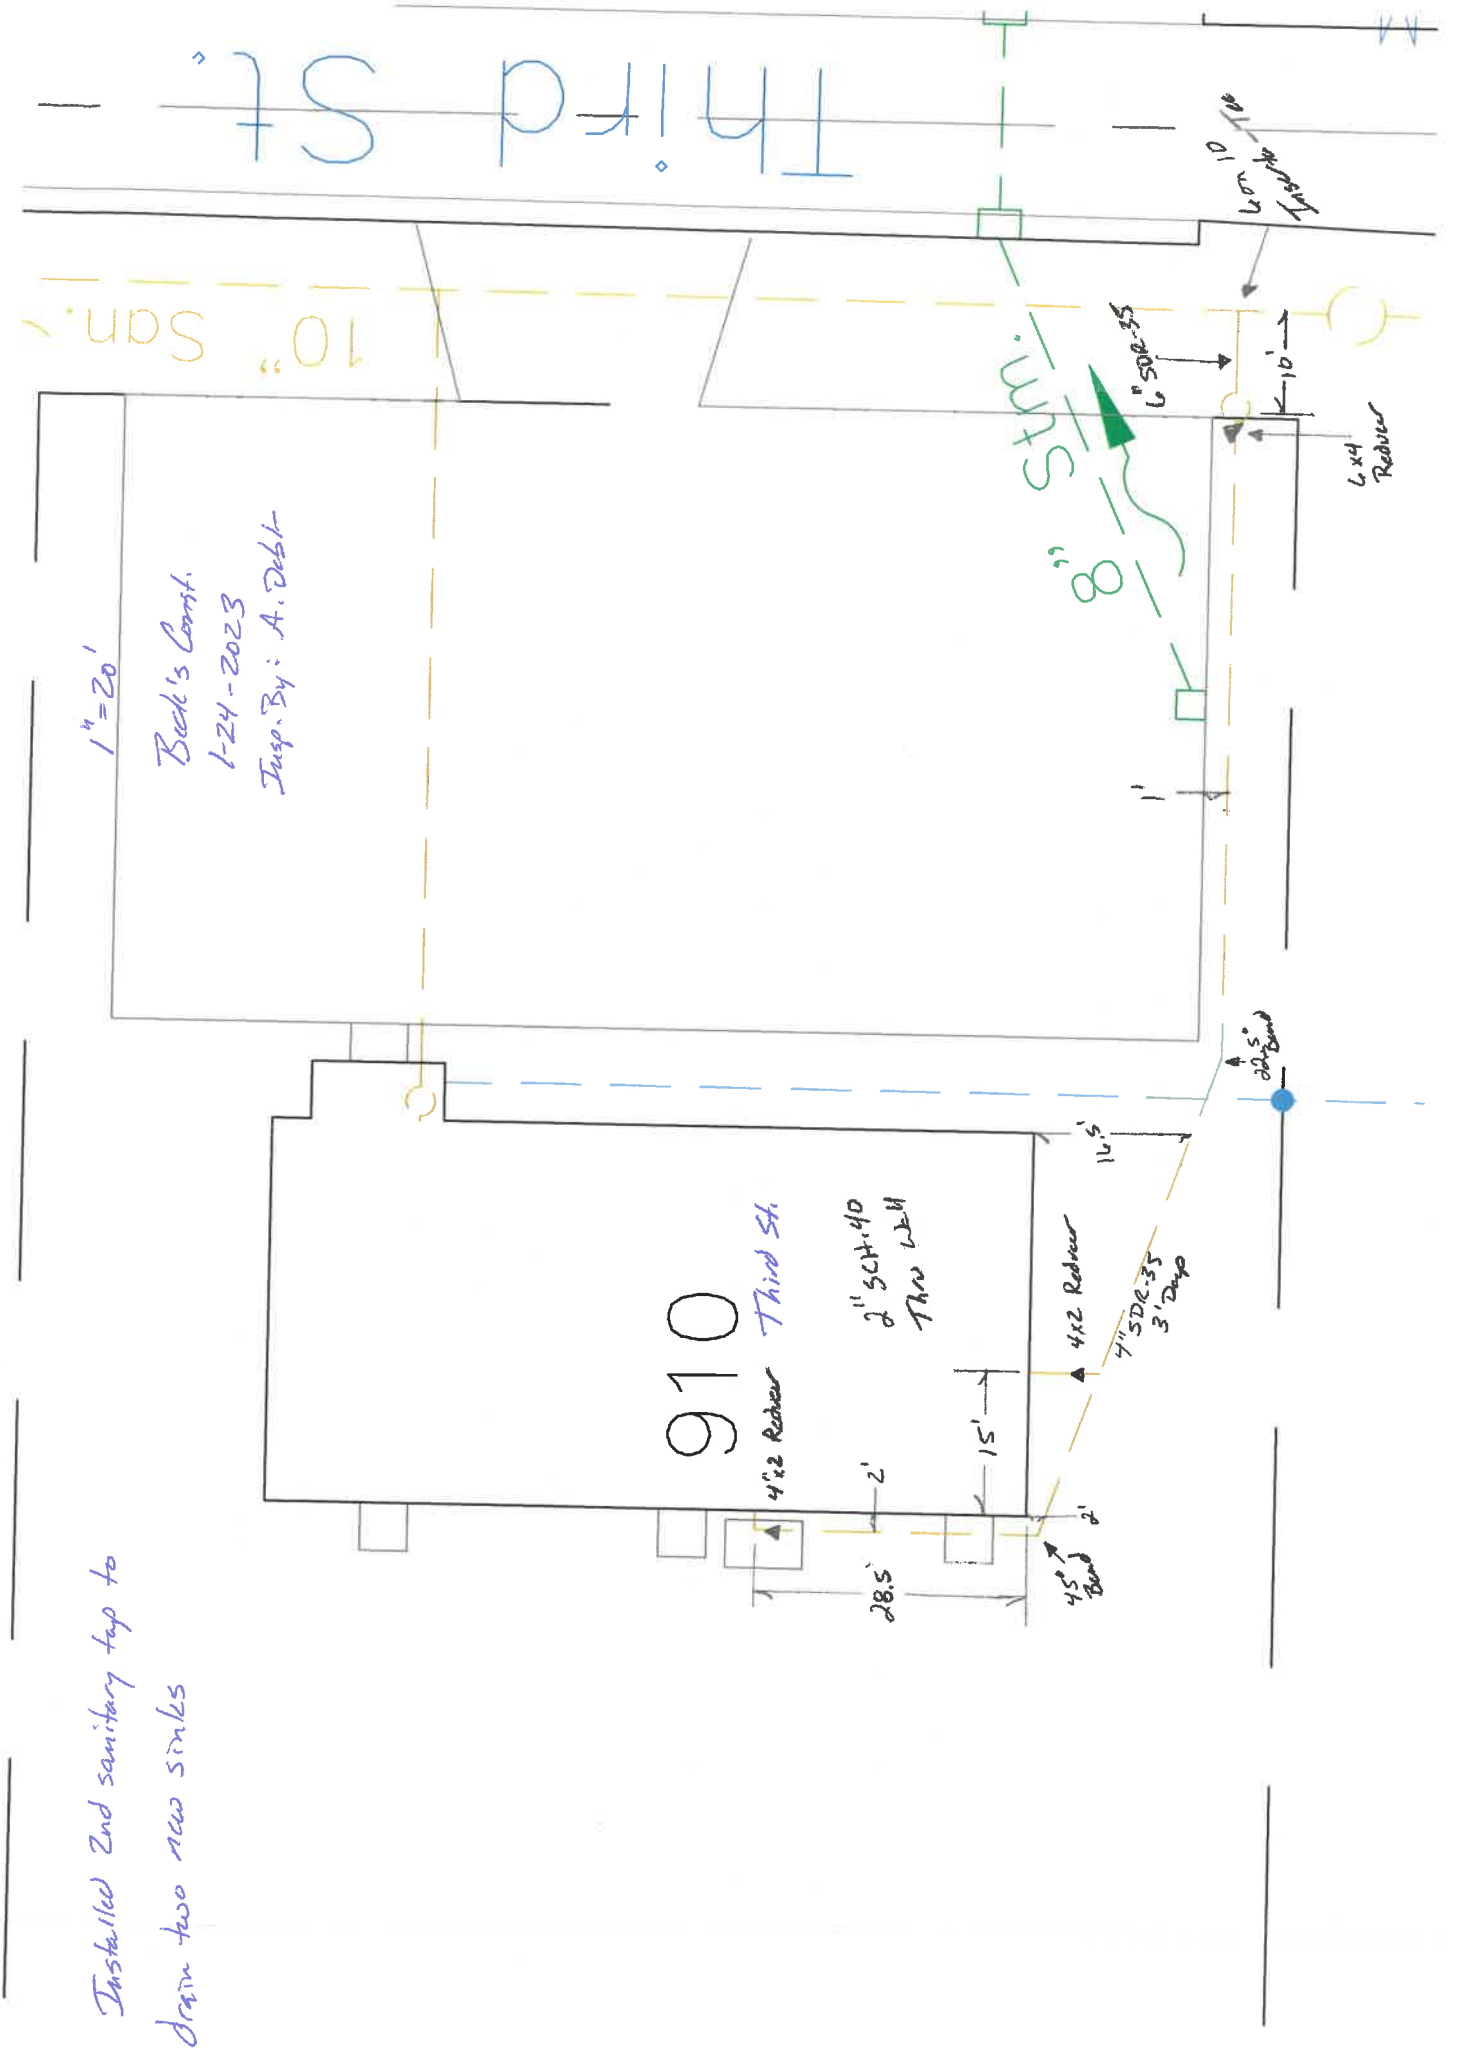 Third St.
10" San.
6 on 10
6" SDR-35
10'
6x4
Reducer
Stm.
8"
1"=20'
Beck's Const.
1-24-2023
Insp. By: A.
1'
22.5°
Bend
16.5'
910
Third St.
2" SCH.40
Thru Wall
4"x2 Reducer
4x2 Reducer
4" SDR-35
3' Deep
15'
2'
2'
28.5'
45°
Bend
Installed 2nd sanitary tap to
drain two new sinks